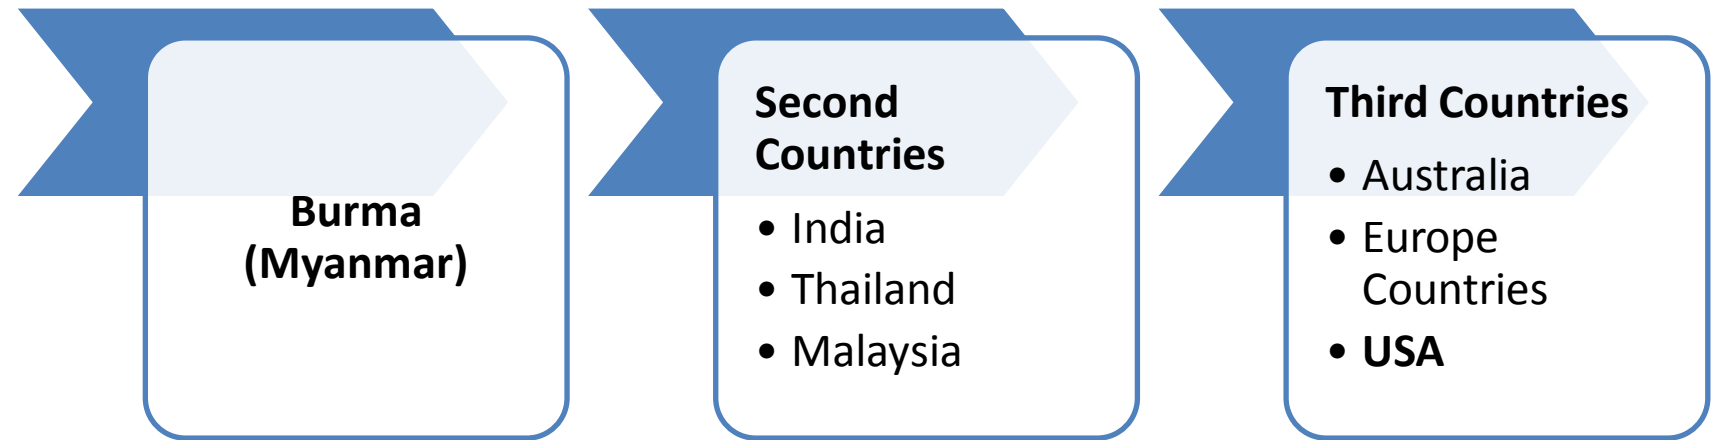 Burma
(Myanmar)
Second
Countries
• India
• Thailand
• Malaysia
Third Countries
• Australia
• Europe
Countries
• USA